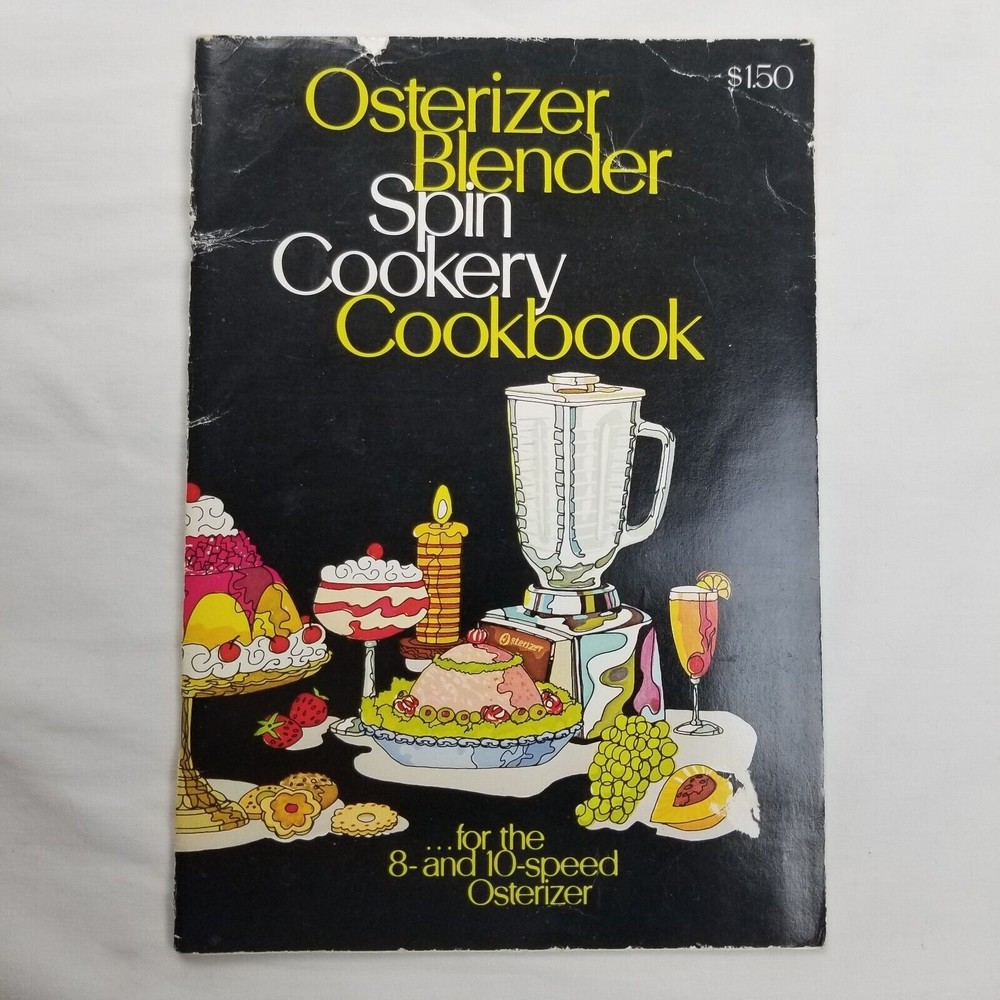 $1.50
Osterizer
Blender
Spin
Cookery
Cookbook
Osterizer
...for the
8- and 10-speed
Osterizer